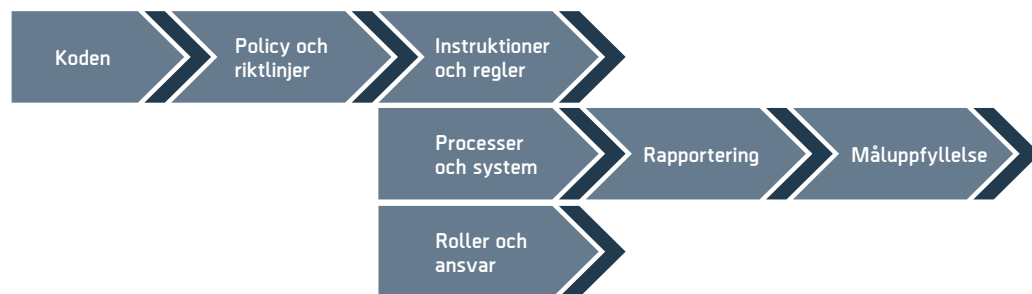 Koden
Policy och
riktlinjer
Instruktioner
och regler
Processer
och system
Rapportering
Måluppfyllelse
Roller och
ansvar